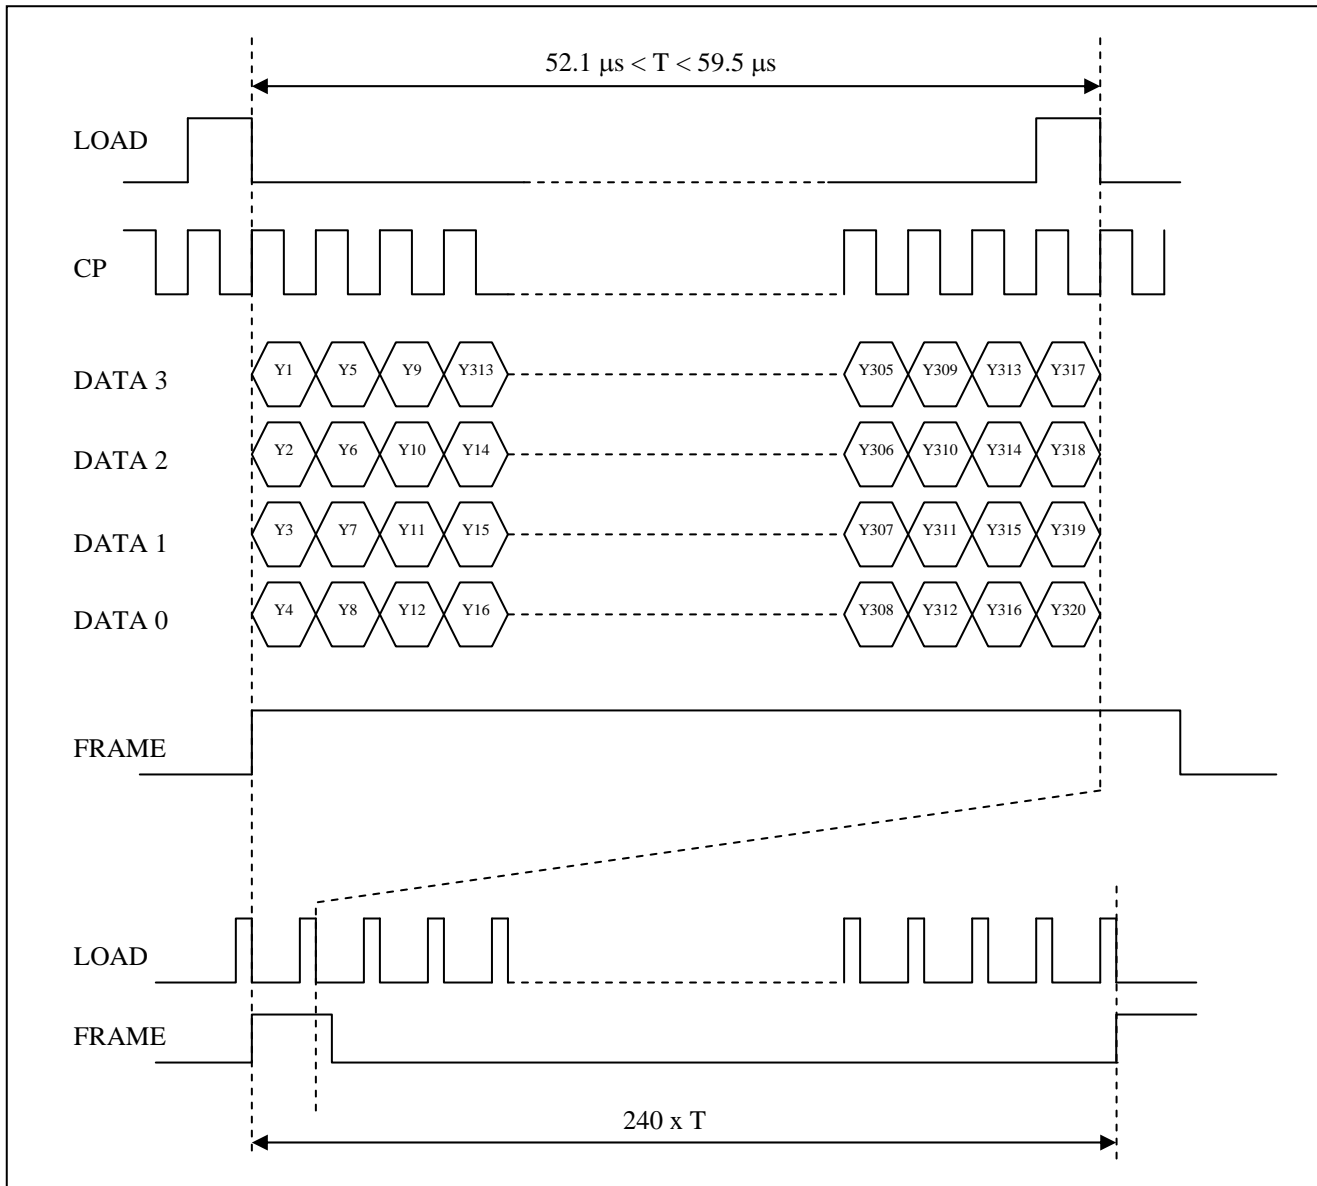 52.1 μs < T < 59.5 μs
LOAD
CP
DATA 3 Y1 Y5 Y9 Y313 Y305 Y309 Y313 Y317
DATA 2 Y2 Y6 Y10 Y14 Y306 Y310 Y314 Y318
DATA 1 Y3 Y7 Y11 Y15 Y307 Y311 Y315 Y319
DATA 0 Y4 Y8 Y12 Y16 Y308 Y312 Y316 Y320
FRAME
LOAD
FRAME
240 x T